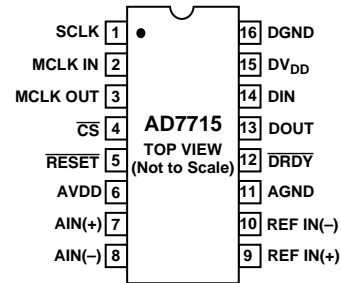 SCLK 1 16 DGND
MCLK IN 2 15 DVDD
MCLK OUT 3 14 DIN
CS 4 AD7715 13 DOUT
TOP VIEW
RESET 5 (Not to Scale) 12 DRDY
AVDD 6 11 AGND
AIN(+) 7 10 REF IN(–)
AIN(–) 8 9 REF IN(+)